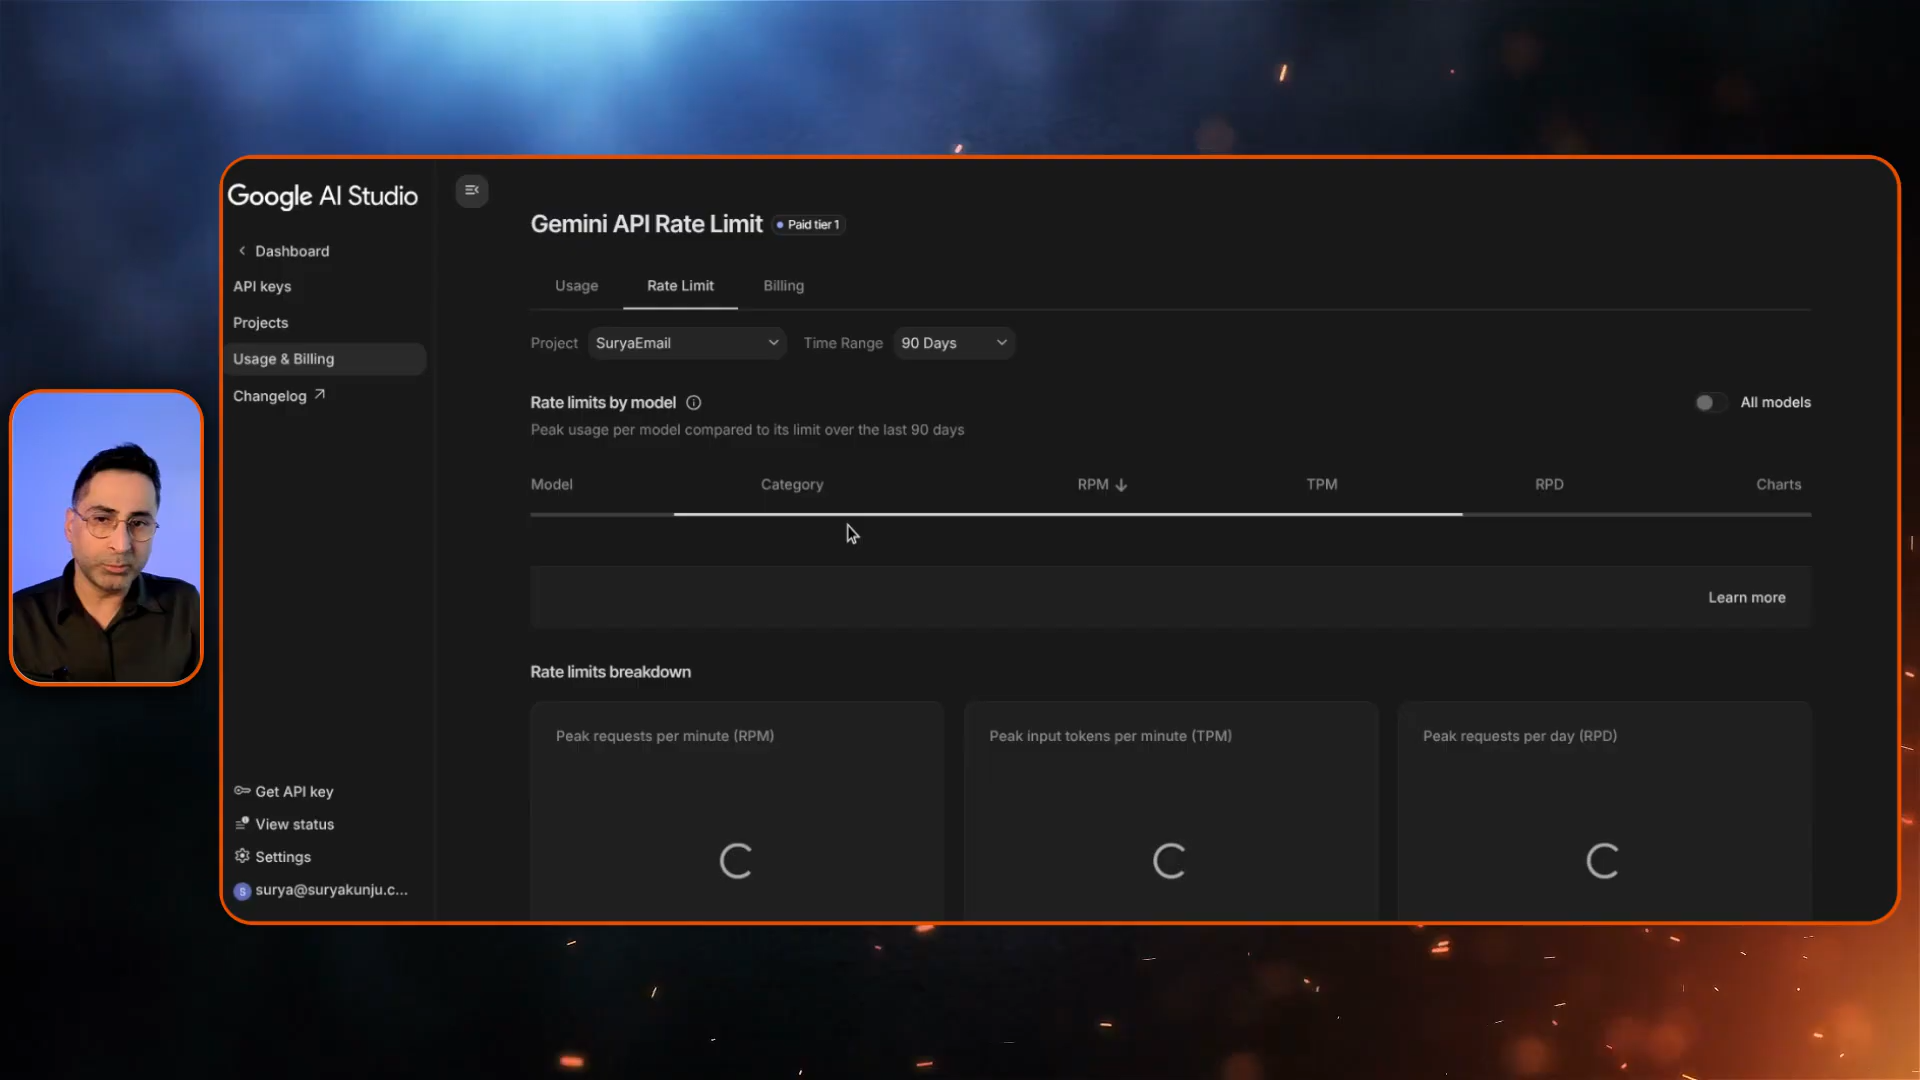 Google AI Studio
Dashboard
API keys
Projects
Usage & Billing
Changelog
Get API key
View status
Settings
S surya@suryakunju.c...
Gemini API Rate Limit Paid tier 1
Usage Rate Limit Billing
Project SuryaEmail Time Range 90 Days
Rate limits by model All models
Peak usage per model compared to its limit over the last 90 days
Model Category RPM TPM RPD Charts
Learn more
Rate limits breakdown
Peak requests per minute (RPM) Peak input tokens per minute (TPM) Peak requests per day (RPD)